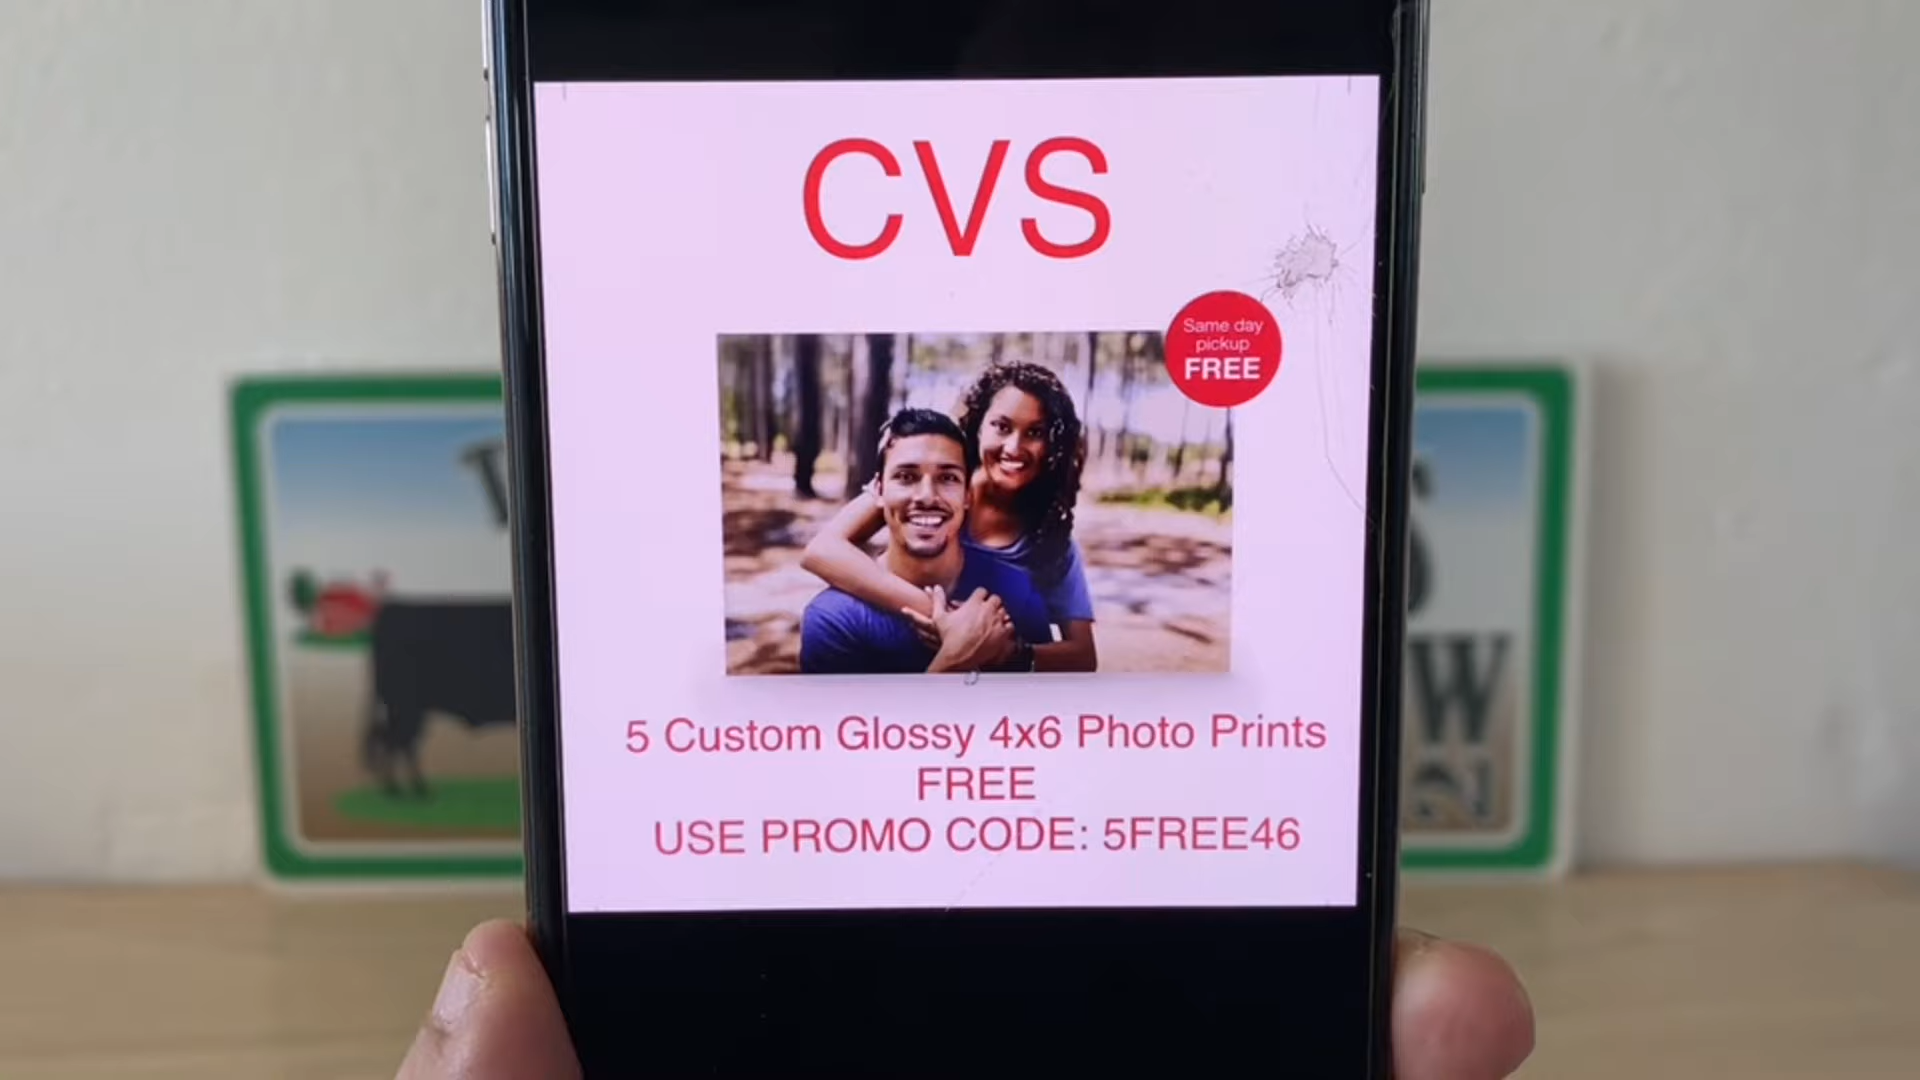 CVS
Same day
pickup
FREE
5 Custom Glossy 4x6 Photo Prints
FREE
USE PROMO CODE: 5FREE46
W